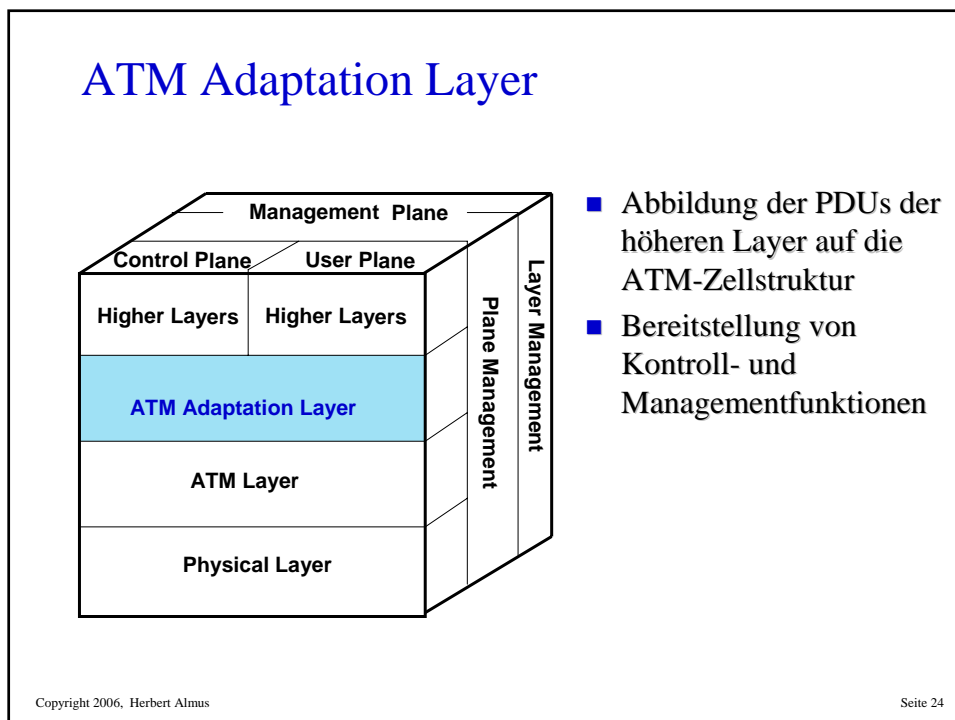 ATM Adaptation Layer
Management Plane
Control Plane User Plane
Higher Layers Higher Layers
ATM Adaptation Layer
ATM Layer
Physical Layer
Plane Management
Layer Management
Abbildung der PDUs der
höheren Layer auf die
ATM-Zellstruktur
Bereitstellung von
Kontroll- und
Managementfunktionen
Copyright 2006, Herbert Almus
Seite 24